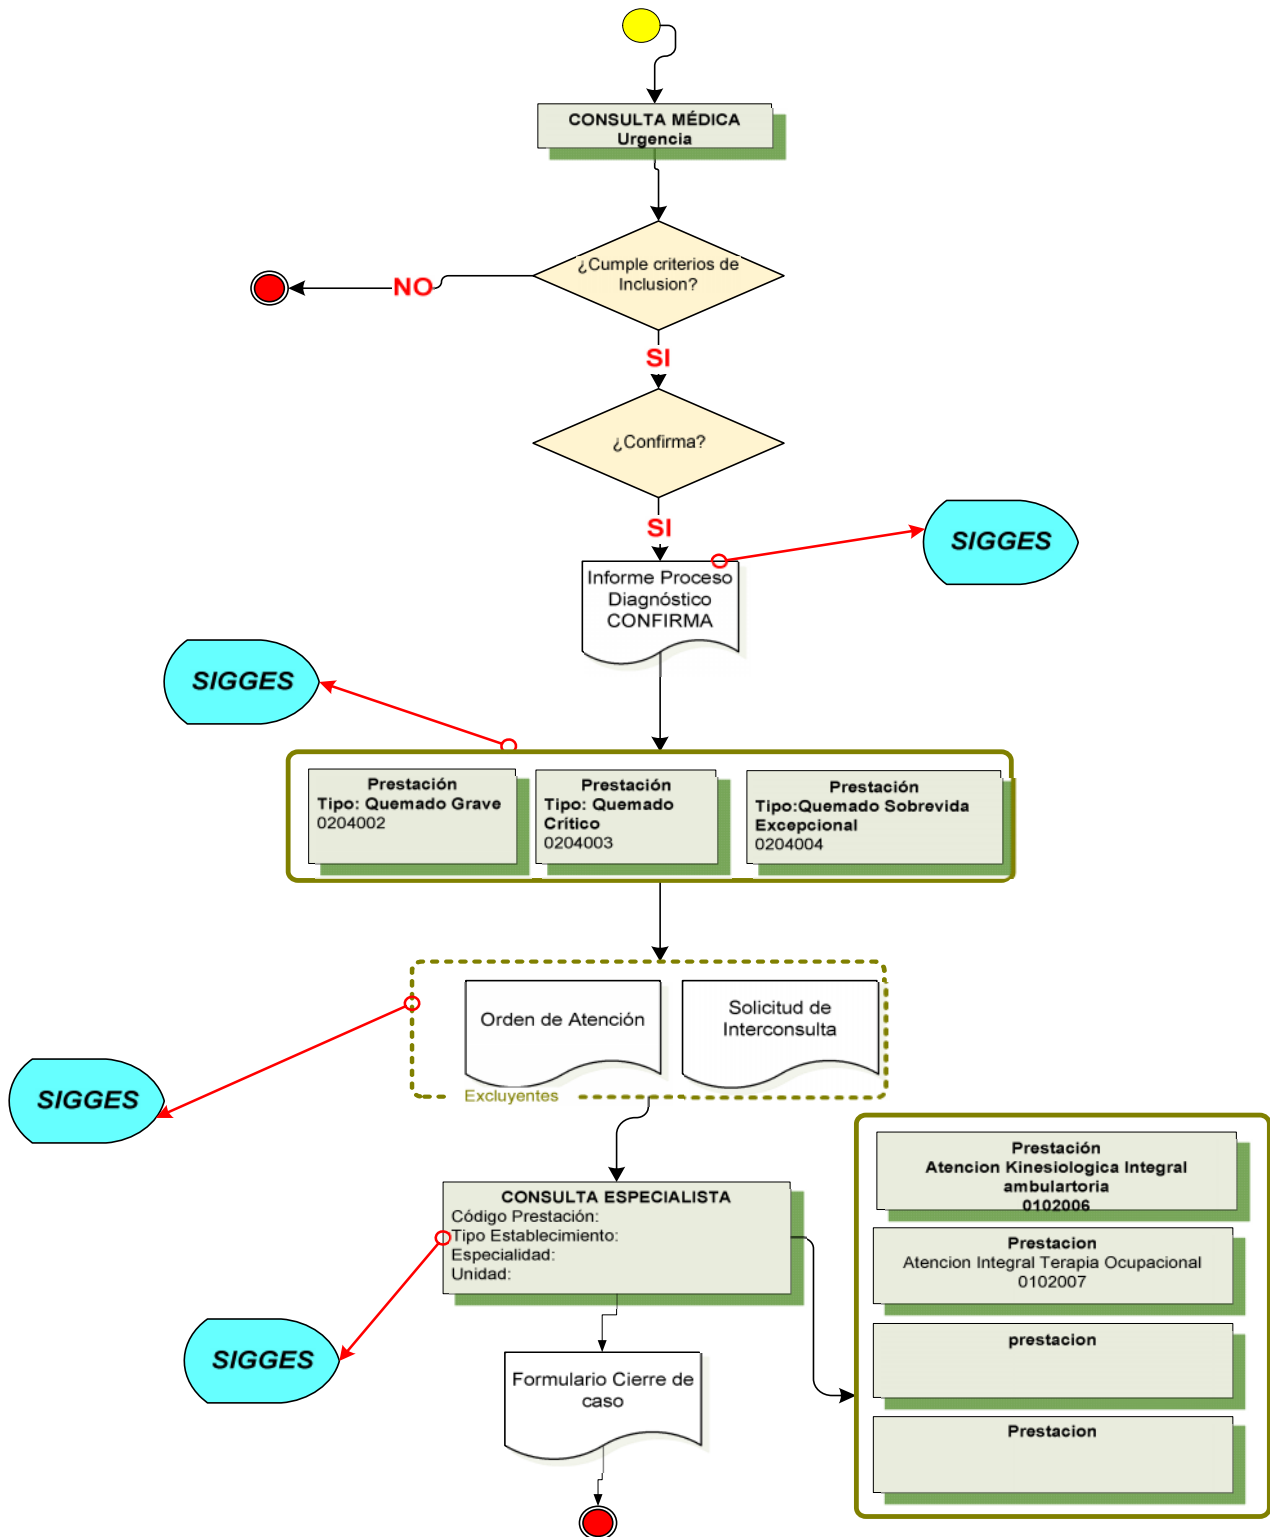 CONSULTA MÉDICA
Urgencia
¿Cumple criterios de
Inclusion?
NO
SI
¿Confirma?
SI
SIGGES
Informe Proceso
Diagnóstico
CONFIRMA
SIGGES
Prestación
Tipo: Quemado Grave
0204002
Prestación
Tipo: Quemado
Crítico
0204003
Prestación
Tipo:Quemado Sobrevida
Excepcional
0204004
Orden de Atención
Solicitud de
Interconsulta
Excluyentes
SIGGES
CONSULTA ESPECIALISTA
Código Prestación:
Tipo Establecimiento:
Especialidad:
Unidad:
Prestación
Atencion Kinesiologica Integral
ambulartoria
0102006
Prestacion
Atencion Integral Terapia Ocupacional
0102007
prestacion
Prestacion
SIGGES
Formulario Cierre de
caso